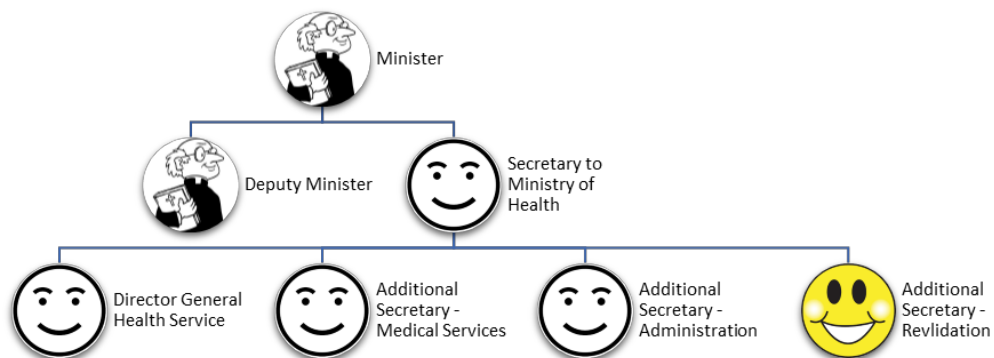 Minister
Deputy Minister
Secretary to
Ministry of
Health
Director General
Health Service
Additional
Secretary -
Medical Services
Additional
Secretary -
Administration
Additional
Secretary -
Revlidation